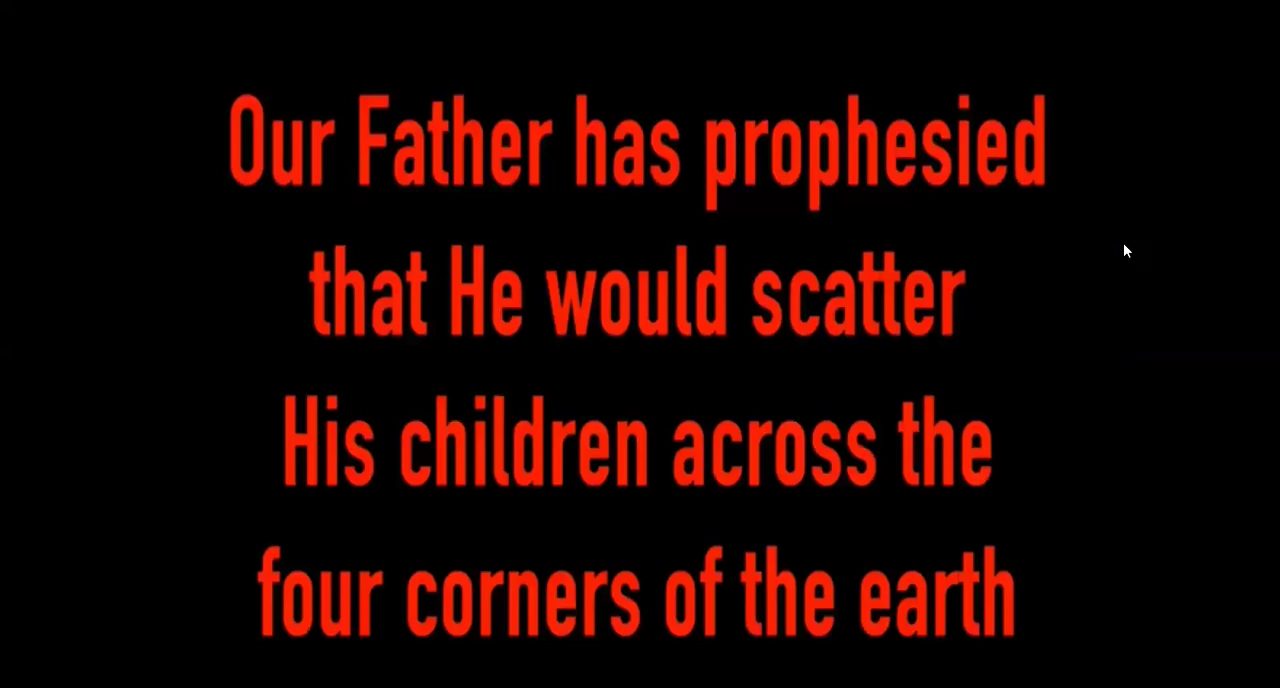 Our Father has prophesied
that He would scatter
His children across the
four corners of the earth